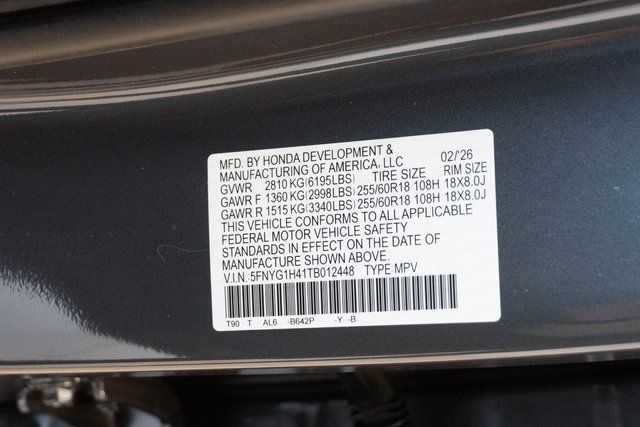 MFD. BY HONDA DEVELOPMENT &
MANUFACTURING OF AMERICA, LLC 02/'26
GVWR 2810 KG(6195LBS) TIRE SIZE RIM SIZE
GAWR F 1360 KG(2998LBS) 255/60R18 108H 18X8.0J
GAWR R 1515 KG(3340LBS) 255/60R18 108H 18X8.0J
THIS VEHICLE CONFORMS TO ALL APPLICABLE
FEDERAL MOTOR VEHICLE SAFETY
STANDARDS IN EFFECT ON THE DATE OF
MANUFACTURE SHOWN ABOVE.
V.I.N.:5FNYG1H41TB012448 TYPE:MPV
T90 T AL6 -B642P -Y -B